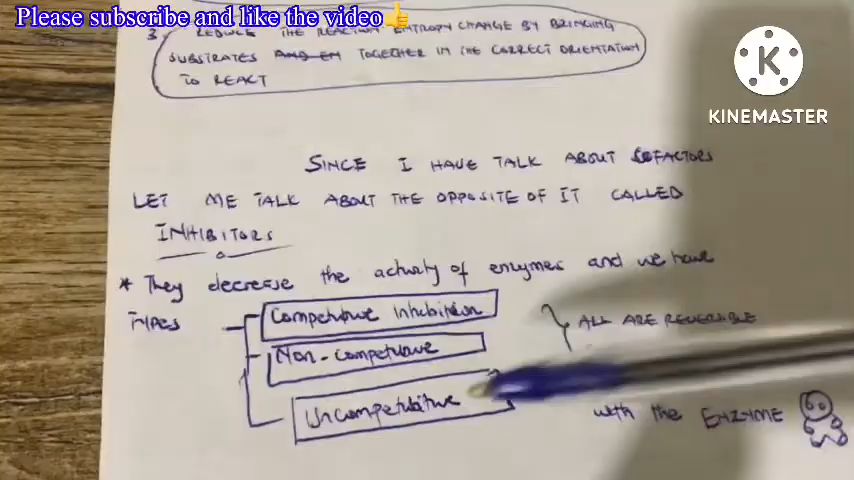 Please subscribe and like the video👍
3. REDUCE THE REACTION ENTROPY CHANGE BY BRINGING
SUBSTRATES TOGETHER IN THE CORRECT ORIENTATION
TO REACT
KINEMASTER
SINCE I HAVE TALK ABOUT COFACTORS
LET ME TALK ABOUT THE OPPOSITE OF IT CALLED
INHIBITORS
* They decrease the activity of enzymes and we have
TYPES
Competitive Inhibition
Non-competitive
Uncompetitive
ALL ARE REVERSIBLE
with the ENZYME